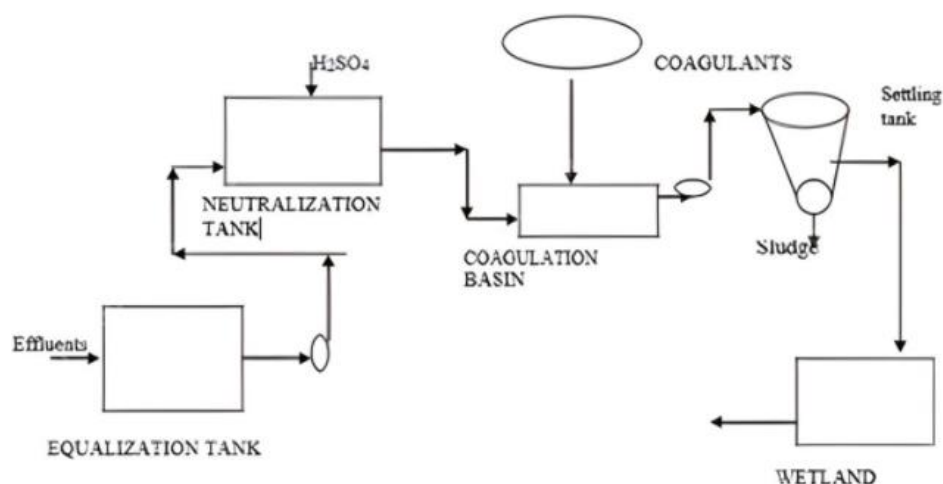 H₂SO₄
COAGULANTS
Settling
tank
NEUTRALIZATION
TANK
COAGULATION
BASIN
Sludge
Effluents
EQUALIZATION TANK
WETLAND